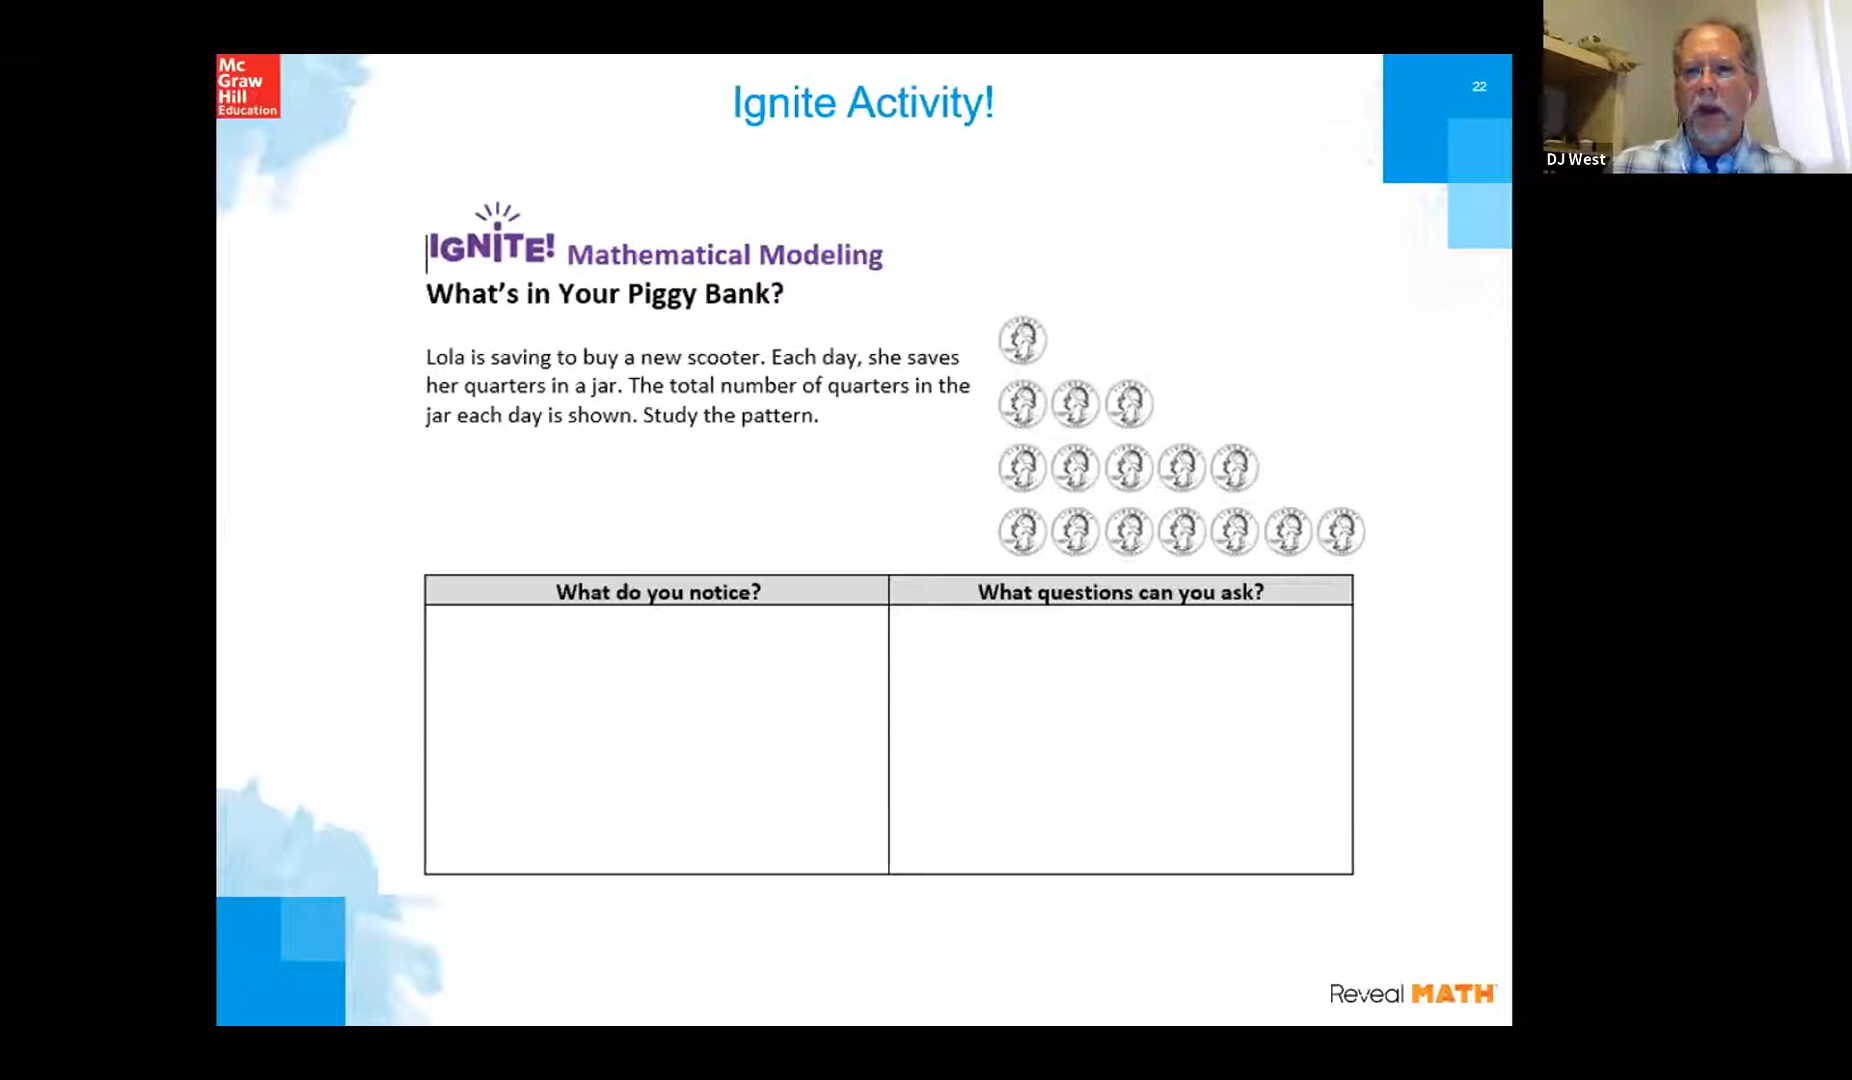 Mc
Graw
Hill
Education
Ignite Activity!
22
DJ West
IGNITE! Mathematical Modeling
What's in Your Piggy Bank?
Lola is saving to buy a new scooter. Each day, she saves
her quarters in a jar. The total number of quarters in the
jar each day is shown. Study the pattern.
What do you notice?
What questions can you ask?
Reveal MATH